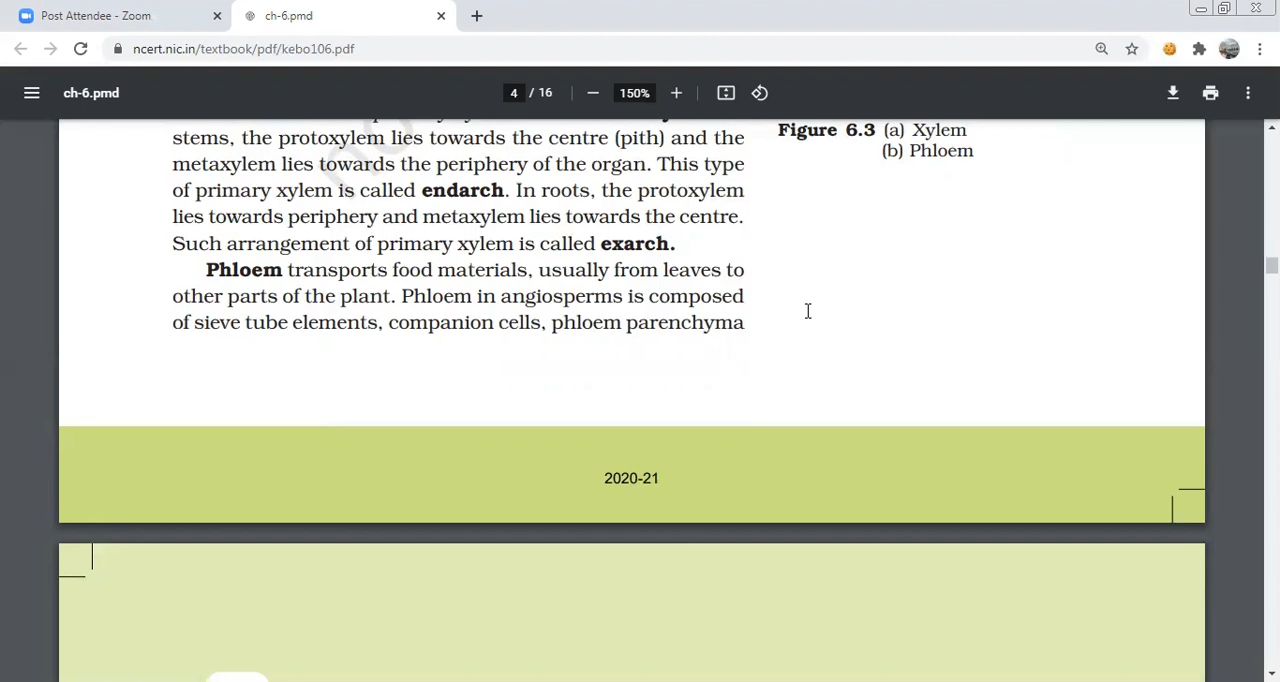 Post Attendee - Zoom
ch-6.pmd
ncert.nic.in/textbook/pdf/kebo106.pdf
ch-6.pmd
4 / 16
150%
stems, the protoxylem lies towards the centre (pith) and the
metaxylem lies towards the periphery of the organ. This type
of primary xylem is called endarch. In roots, the protoxylem
lies towards periphery and metaxylem lies towards the centre.
Such arrangement of primary xylem is called exarch.
Phloem transports food materials, usually from leaves to
other parts of the plant. Phloem in angiosperms is composed
of sieve tube elements, companion cells, phloem parenchyma
Figure 6.3 (a) Xylem
(b) Phloem
2020-21